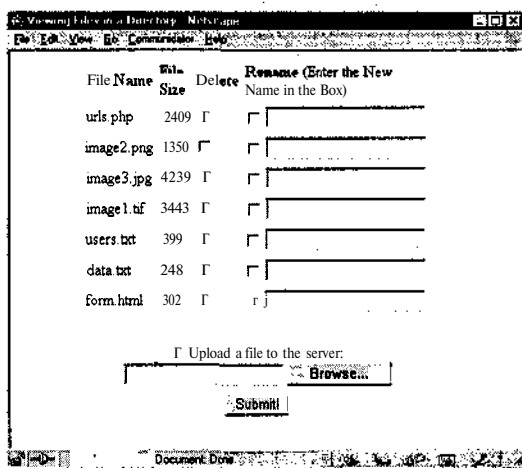 Viewing Files in a Directory - Netscape
File Edit View Go Communicator Help
File Name File Size Delete Rename (Enter the New Name in the Box)
urls.php 2409
image2.png 1350
image3.jpg 4239
image1.tif 3443
users.txt 399
data.txt 248
form.html 302
Upload a file to the server:
Browse...
Submit!
Document: Done